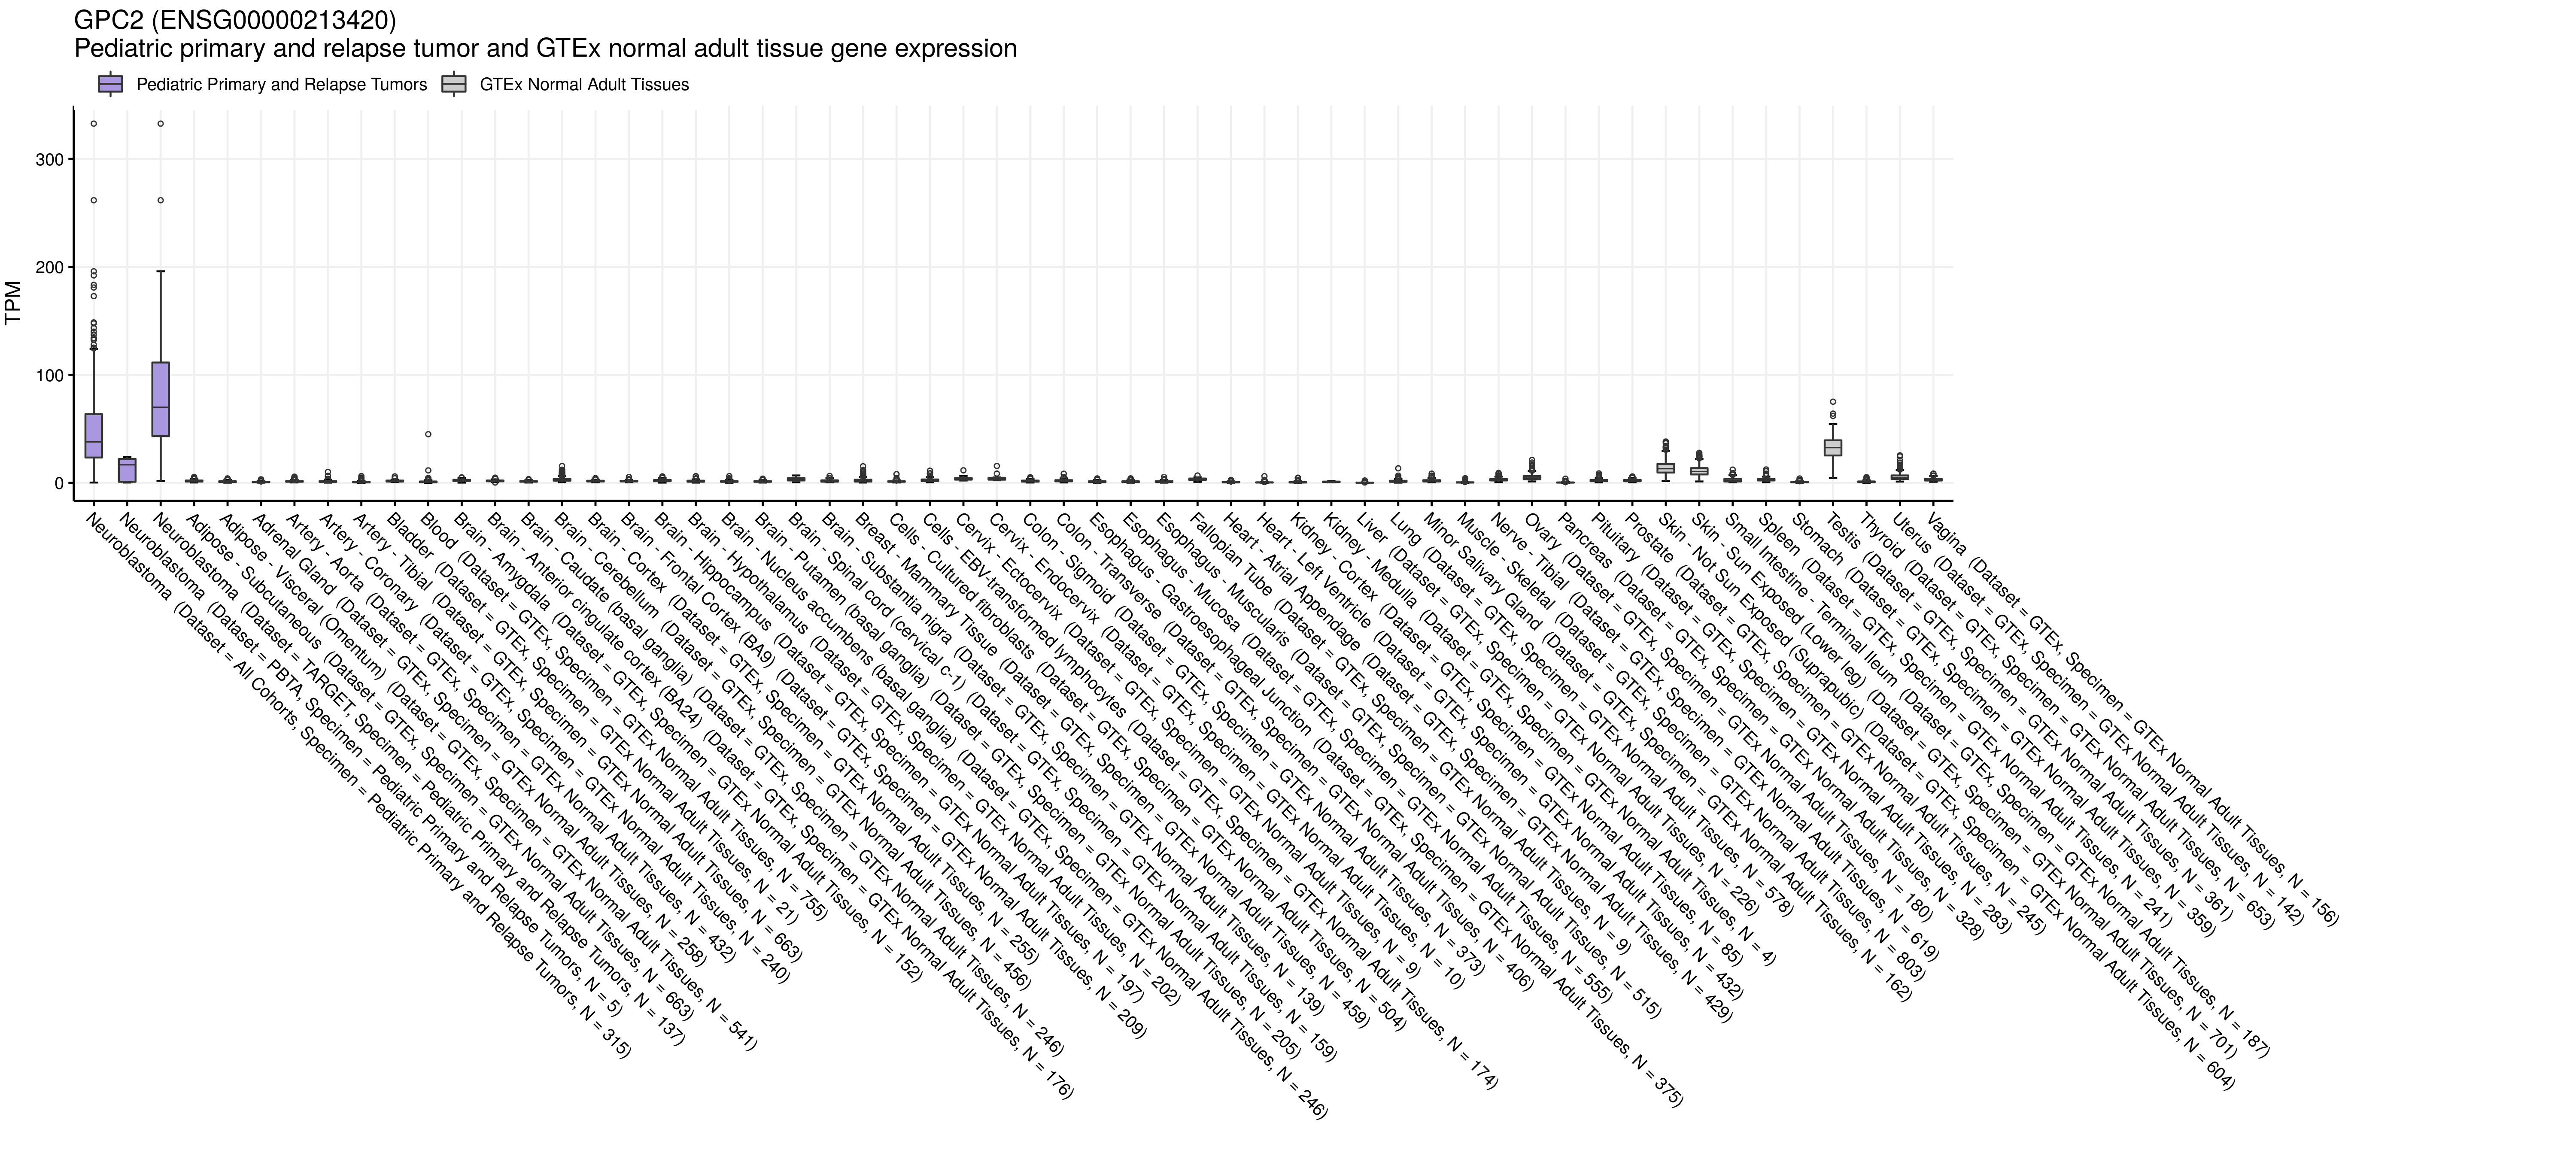 GPC2 (ENSG00000213420)
Pediatric primary and relapse tumor and GTEx normal adult tissue gene expression
Pediatric Primary and Relapse Tumors
GTEx Normal Adult Tissues
TPM
300
200
100
0
Neuroblastoma (Dataset = All Cohorts, Specimen = Pediatric Primary and Relapse Tumors, N = 315)
Neuroblastoma (Dataset = PBTA, Specimen = Pediatric Primary and Relapse Tumors, N = 5)
Neuroblastoma (Dataset = TARGET, Specimen = Pediatric Primary and Relapse Tumors, N = 137)
Adipose - Subcutaneous (Dataset = GTEx, Specimen = GTEx Normal Adult Tissues, N = 663)
Adipose - Visceral (Omentum) (Dataset = GTEx, Specimen = GTEx Normal Adult Tissues, N = 541)
Adrenal Gland (Dataset = GTEx, Specimen = GTEx Normal Adult Tissues, N = 258)
Artery - Aorta (Dataset = GTEx, Specimen = GTEx Normal Adult Tissues, N = 432)
Artery - Coronary (Dataset = GTEx, Specimen = GTEx Normal Adult Tissues, N = 240)
Artery - Tibial (Dataset = GTEx, Specimen = GTEx Normal Adult Tissues, N = 663)
Bladder (Dataset = GTEx, Specimen = GTEx Normal Adult Tissues, N = 21)
Blood (Dataset = GTEx, Specimen = GTEx Normal Adult Tissues, N = 755)
Brain - Amygdala (Dataset = GTEx, Specimen = GTEx Normal Adult Tissues, N = 152)
Brain - Anterior cingulate cortex (BA24) (Dataset = GTEx, Specimen = GTEx Normal Adult Tissues, N = 176)
Brain - Caudate (basal ganglia) (Dataset = GTEx, Specimen = GTEx Normal Adult Tissues, N = 246)
Brain - Cerebellum (Dataset = GTEx, Specimen = GTEx Normal Adult Tissues, N = 456)
Brain - Cortex (Dataset = GTEx, Specimen = GTEx Normal Adult Tissues, N = 255)
Brain - Frontal Cortex (BA9) (Dataset = GTEx, Specimen = GTEx Normal Adult Tissues, N = 209)
Brain - Hippocampus (Dataset = GTEx, Specimen = GTEx Normal Adult Tissues, N = 197)
Brain - Hypothalamus (Dataset = GTEx, Specimen = GTEx Normal Adult Tissues, N = 202)
Brain - Nucleus accumbens (basal ganglia) (Dataset = GTEx, Specimen = GTEx Normal Adult Tissues, N = 246)
Brain - Putamen (basal ganglia) (Dataset = GTEx, Specimen = GTEx Normal Adult Tissues, N = 205)
Brain - Spinal cord (cervical c-1) (Dataset = GTEx, Specimen = GTEx Normal Adult Tissues, N = 159)
Brain - Substantia nigra (Dataset = GTEx, Specimen = GTEx Normal Adult Tissues, N = 139)
Breast - Mammary Tissue (Dataset = GTEx, Specimen = GTEx Normal Adult Tissues, N = 459)
Cells - Cultured fibroblasts (Dataset = GTEx, Specimen = GTEx Normal Adult Tissues, N = 504)
Cells - EBV-transformed lymphocytes (Dataset = GTEx, Specimen = GTEx Normal Adult Tissues, N = 174)
Cervix - Ectocervix (Dataset = GTEx, Specimen = GTEx Normal Adult Tissues, N = 9)
Cervix - Endocervix (Dataset = GTEx, Specimen = GTEx Normal Adult Tissues, N = 10)
Colon - Sigmoid (Dataset = GTEx, Specimen = GTEx Normal Adult Tissues, N = 373)
Colon - Transverse (Dataset = GTEx, Specimen = GTEx Normal Adult Tissues, N = 406)
Esophagus - Gastroesophageal Junction (Dataset = GTEx, Specimen = GTEx Normal Adult Tissues, N = 375)
Esophagus - Mucosa (Dataset = GTEx, Specimen = GTEx Normal Adult Tissues, N = 555)
Esophagus - Muscularis (Dataset = GTEx, Specimen = GTEx Normal Adult Tissues, N = 515)
Fallopian Tube (Dataset = GTEx, Specimen = GTEx Normal Adult Tissues, N = 9)
Heart - Atrial Appendage (Dataset = GTEx, Specimen = GTEx Normal Adult Tissues, N = 429)
Heart - Left Ventricle (Dataset = GTEx, Specimen = GTEx Normal Adult Tissues, N = 432)
Kidney - Cortex (Dataset = GTEx, Specimen = GTEx Normal Adult Tissues, N = 85)
Kidney - Medulla (Dataset = GTEx, Specimen = GTEx Normal Adult Tissues, N = 4)
Liver (Dataset = GTEx, Specimen = GTEx Normal Adult Tissues, N = 226)
Lung (Dataset = GTEx, Specimen = GTEx Normal Adult Tissues, N = 578)
Minor Salivary Gland (Dataset = GTEx, Specimen = GTEx Normal Adult Tissues, N = 162)
Muscle - Skeletal (Dataset = GTEx, Specimen = GTEx Normal Adult Tissues, N = 803)
Nerve - Tibial (Dataset = GTEx, Specimen = GTEx Normal Adult Tissues, N = 619)
Ovary (Dataset = GTEx, Specimen = GTEx Normal Adult Tissues, N = 180)
Pancreas (Dataset = GTEx, Specimen = GTEx Normal Adult Tissues, N = 328)
Pituitary (Dataset = GTEx, Specimen = GTEx Normal Adult Tissues, N = 283)
Prostate (Dataset = GTEx, Specimen = GTEx Normal Adult Tissues, N = 245)
Skin - Not Sun Exposed (Suprapubic) (Dataset = GTEx, Specimen = GTEx Normal Adult Tissues, N = 604)
Skin - Sun Exposed (Lower leg) (Dataset = GTEx, Specimen = GTEx Normal Adult Tissues, N = 701)
Small Intestine - Terminal Ileum (Dataset = GTEx, Specimen = GTEx Normal Adult Tissues, N = 187)
Spleen (Dataset = GTEx, Specimen = GTEx Normal Adult Tissues, N = 241)
Stomach (Dataset = GTEx, Specimen = GTEx Normal Adult Tissues, N = 359)
Testis (Dataset = GTEx, Specimen = GTEx Normal Adult Tissues, N = 361)
Thyroid (Dataset = GTEx, Specimen = GTEx Normal Adult Tissues, N = 653)
Uterus (Dataset = GTEx, Specimen = GTEx Normal Adult Tissues, N = 142)
Vagina (Dataset = GTEx, Specimen = GTEx Normal Adult Tissues, N = 156)